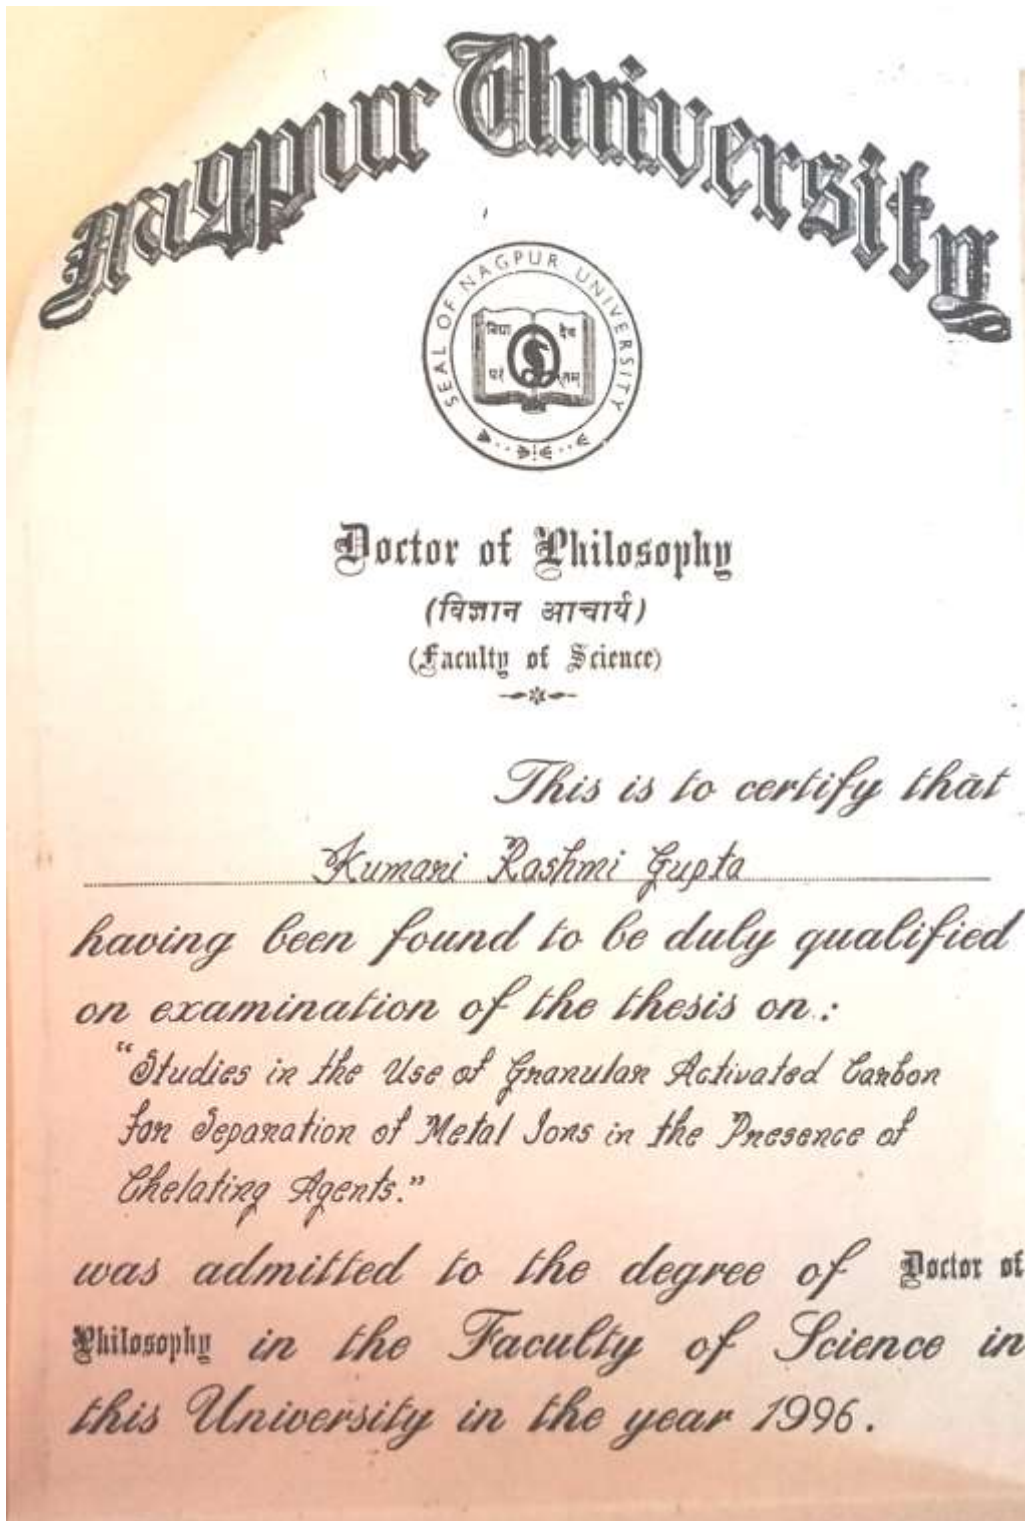 Nagpur University
SEAL OF NAGPUR UNIVERSITY
विद्या देव
परं
Doctor of Philosophy
(विज्ञान आचार्य)
(Faculty of Science)
This is to certify that
Kumari Rashmi Gupta
having been found to be duly qualified
on examination of the thesis on :
"Studies in the Use of Granular Activated Carbon
for Separation of Metal Ions in the Presence of
Chelating Agents."
was admitted to the degree of Doctor of
Philosophy in the Faculty of Science in
this University in the year 1996.